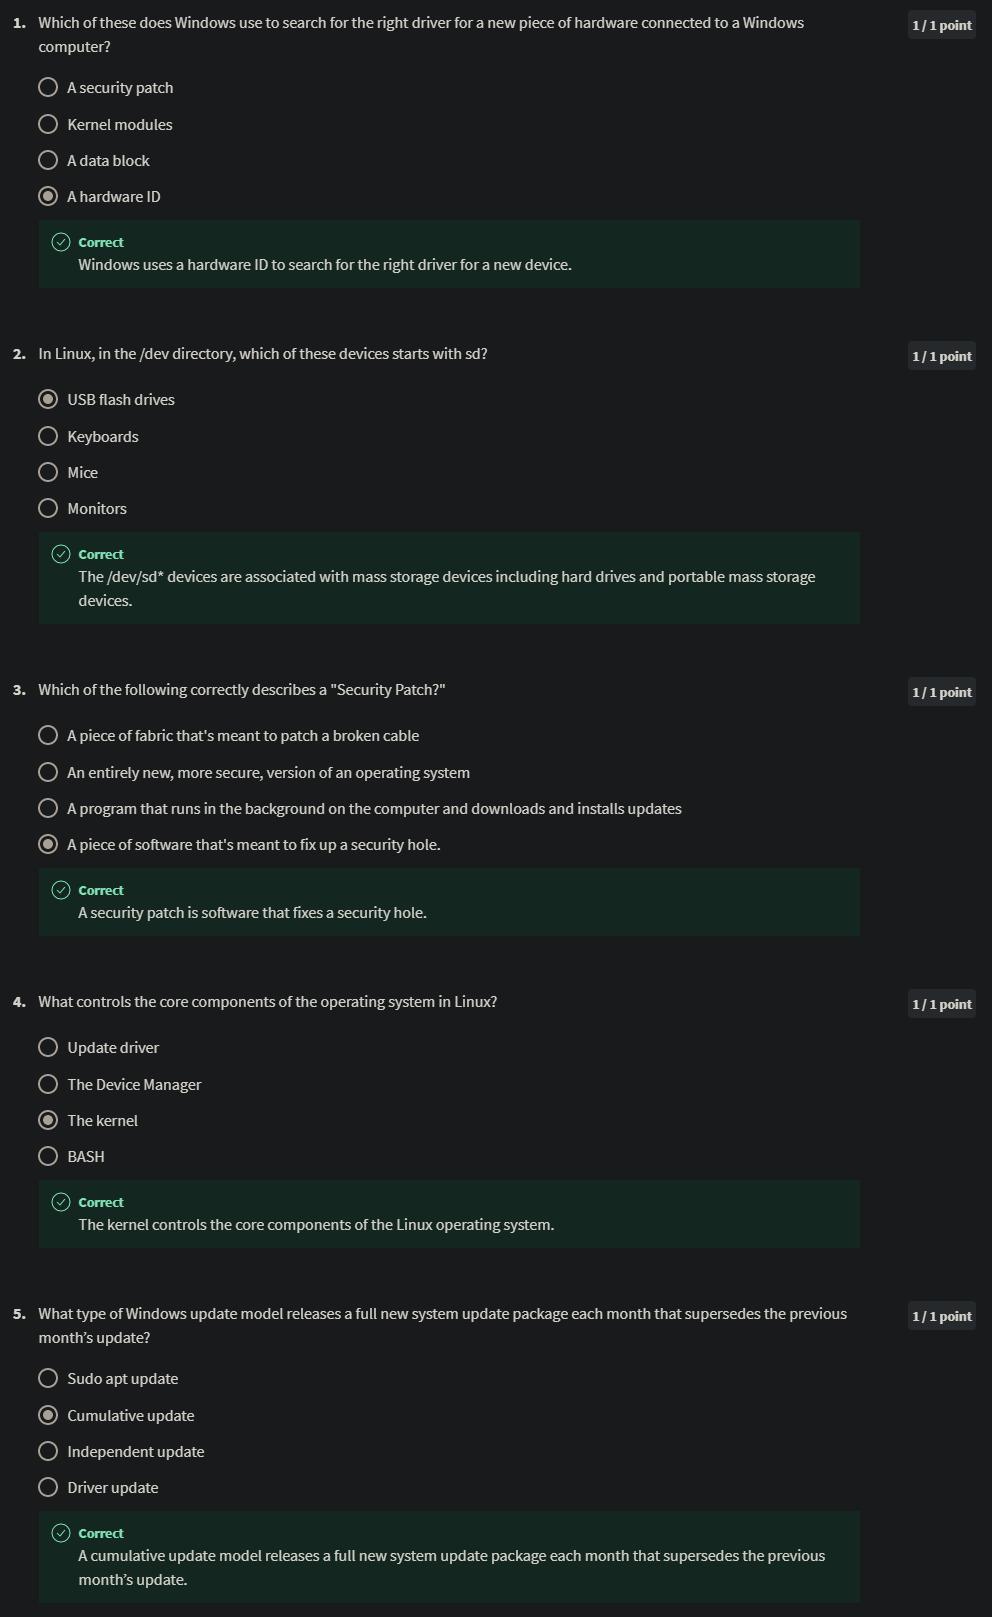 1. Which of these does Windows use to search for the right driver for a new piece of hardware connected to a Windows
computer?
1 / 1 point
A security patch
Kernel modules
A data block
A hardware ID
Correct
Windows uses a hardware ID to search for the right driver for a new device.
2. In Linux, in the /dev directory, which of these devices starts with sd?
1 / 1 point
USB flash drives
Keyboards
Mice
Monitors
Correct
The /dev/sd* devices are associated with mass storage devices including hard drives and portable mass storage
devices.
3. Which of the following correctly describes a "Security Patch?"
1 / 1 point
A piece of fabric that's meant to patch a broken cable
An entirely new, more secure, version of an operating system
A program that runs in the background on the computer and downloads and installs updates
A piece of software that's meant to fix up a security hole.
Correct
A security patch is software that fixes a security hole.
4. What controls the core components of the operating system in Linux?
1 / 1 point
Update driver
The Device Manager
The kernel
BASH
Correct
The kernel controls the core components of the Linux operating system.
5. What type of Windows update model releases a full new system update package each month that supersedes the previous
month’s update?
1 / 1 point
Sudo apt update
Cumulative update
Independent update
Driver update
Correct
A cumulative update model releases a full new system update package each month that supersedes the previous
month’s update.